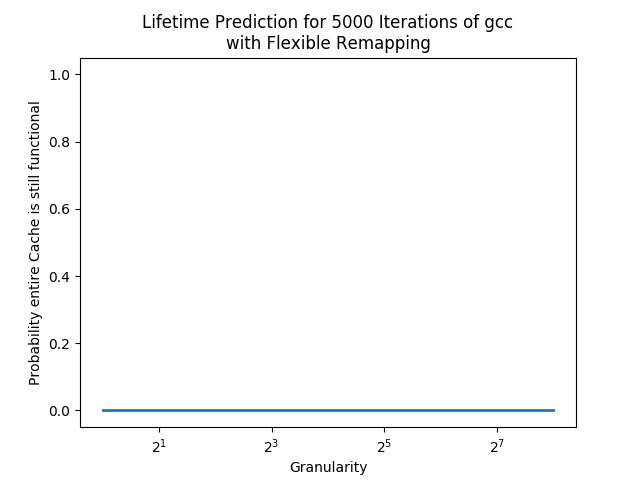 Lifetime Prediction for 5000 Iterations of gcc
with Flexible Remapping
Probability entire Cache is still functional
1.0
0.8
0.6
0.4
0.2
0.0
2^1
2^3
2^5
2^7
Granularity